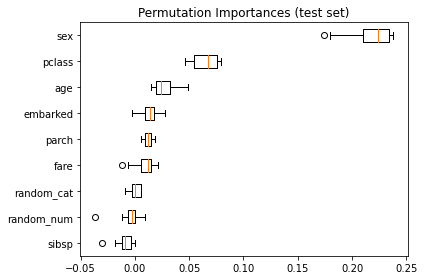 Permutation Importances (test set)
sex
pclass
age
embarked
parch
fare
random_cat
random_num
sibsp
−0.05 0.00 0.05 0.10 0.15 0.20 0.25